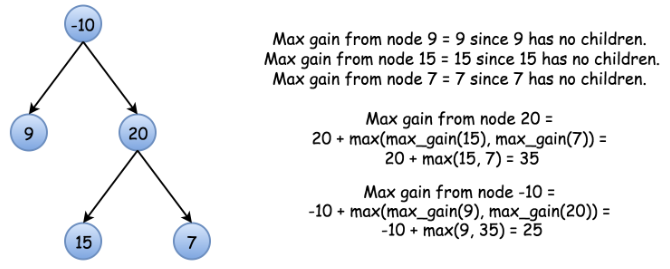 -10
9
20
15
7
Max gain from node 9 = 9 since 9 has no children.
Max gain from node 15 = 15 since 15 has no children.
Max gain from node 7 = 7 since 7 has no children.
Max gain from node 20 =
20 + max(max_gain(15), max_gain(7)) =
20 + max(15, 7) = 35
Max gain from node -10 =
-10 + max(max_gain(9), max_gain(20)) =
-10 + max(9, 35) = 25